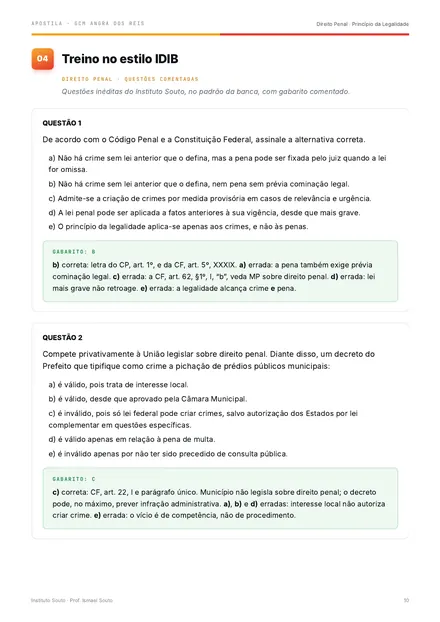 APOSTILA · GCM ANGRA DOS REIS
Direito Penal · Princípio da Legalidade
04
Treino no estilo IDIB
DIREITO PENAL · QUESTÕES COMENTADAS
Questões inéditas do Instituto Souto, no padrão da banca, com gabarito comentado.
QUESTÃO 1
De acordo com o Código Penal e a Constituição Federal, assinale a alternativa correta.
a) Não há crime sem lei anterior que o defina, mas a pena pode ser fixada pelo juiz quando a lei
for omissa.
b) Não há crime sem lei anterior que o defina, nem pena sem prévia cominação legal.
c) Admite-se a criação de crimes por medida provisória em casos de relevância e urgência.
d) A lei penal pode ser aplicada a fatos anteriores à sua vigência, desde que mais grave.
e) O princípio da legalidade aplica-se apenas aos crimes, e não às penas.
GABARITO: B
b) correta: letra do CP, art. 1º, e da CF, art. 5º, XXXIX. a) errada: a pena também exige prévia
cominação legal. c) errada: a CF, art. 62, §1º, I, "b", veda MP sobre direito penal. d) errada: lei
mais grave não retroage. e) errada: a legalidade alcança crime e pena.
QUESTÃO 2
Compete privativamente à União legislar sobre direito penal. Diante disso, um decreto do
Prefeito que tipifique como crime a pichação de prédios públicos municipais:
a) é válido, pois trata de interesse local.
b) é válido, desde que aprovado pela Câmara Municipal.
c) é inválido, pois só lei federal pode criar crimes, salvo autorização dos Estados por lei
complementar em questões específicas.
d) é válido apenas em relação à pena de multa.
e) é inválido apenas por não ter sido precedido de consulta pública.
GABARITO: C
c) correta: CF, art. 22, I e parágrafo único. Município não legisla sobre direito penal; o decreto
pode, no máximo, prever infração administrativa. a), b) e d) erradas: interesse local não autoriza
criar crime. e) errada: o vício é de competência, não de procedimento.
Instituto Souto · Prof. Ismael Souto
10